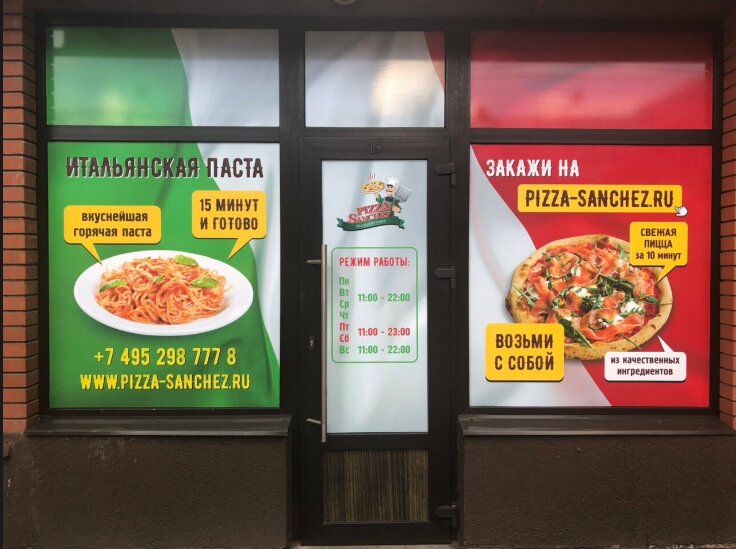 ИТАЛЬЯНСКАЯ ПАСТА
вкуснейшая
горячая паста
15 МИНУТ
И ГОТОВО
+7 495 298 777 8
WWW.PIZZA-SANCHEZ.RU
PIZZA
SANCHEZ
РЕЖИМ РАБОТЫ:
Пн
Вт
Ср
Чт
11:00 - 22:00
Пт
Сб
11:00 - 23:00
Вс 11:00 - 22:00
ЗАКАЖИ НА
PIZZA-SANCHEZ.RU
СВЕЖАЯ
ПИЦЦА
за 10 минут
ВОЗЬМИ
С СОБОЙ
из качественных
ингредиентов